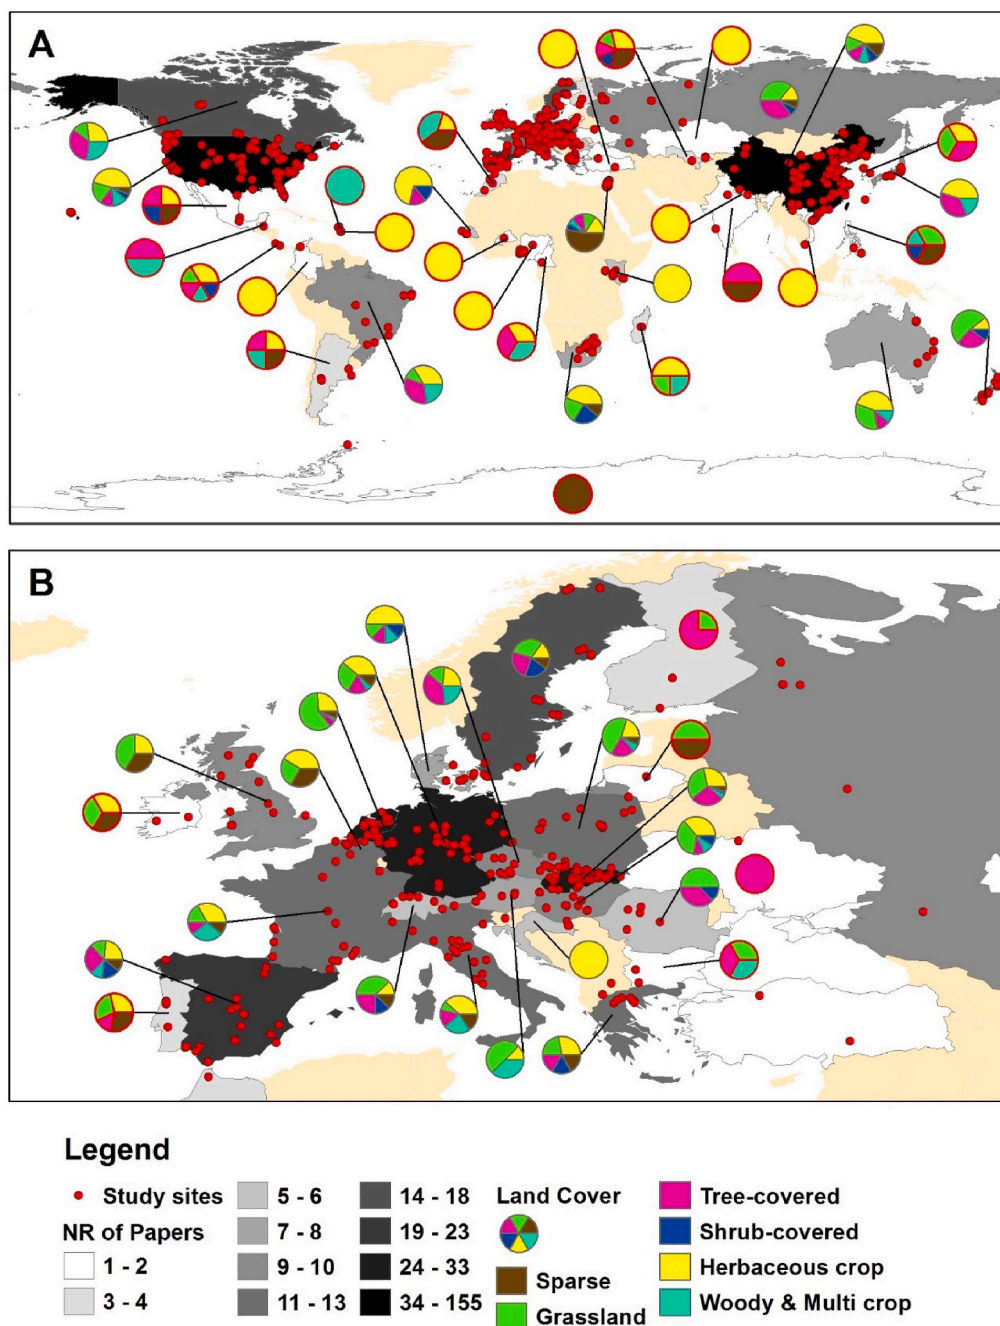 A
B
Legend
Study sites
NR of Papers
1 - 2
3 - 4
5 - 6
7 - 8
9 - 10
11 - 13
14 - 18
19 - 23
24 - 33
34 - 155
Land Cover
Sparse
Grassland
Tree-covered
Shrub-covered
Herbaceous crop
Woody & Multi crop